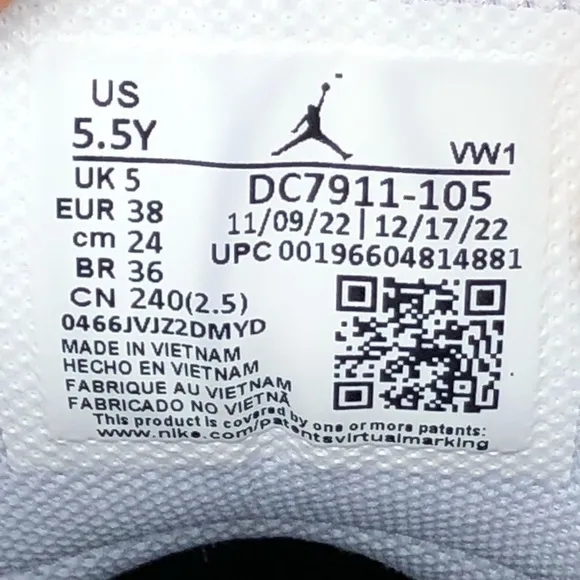 US
5.5Y
VW1
UK 5
EUR 38
cm 24
BR 36
CN 240(2.5)
DC7911-105
11/09/22 | 12/17/22
UPC 00196604814881
0466JVJZ2DMYD
MADE IN VIETNAM
HECHO EN VIETNAM
FABRIQUE AU VIETNAM
FABRICADO NO VIETNÃ
This product is covered by one or more patents:
www.nike.com/patentsvirtualmarking